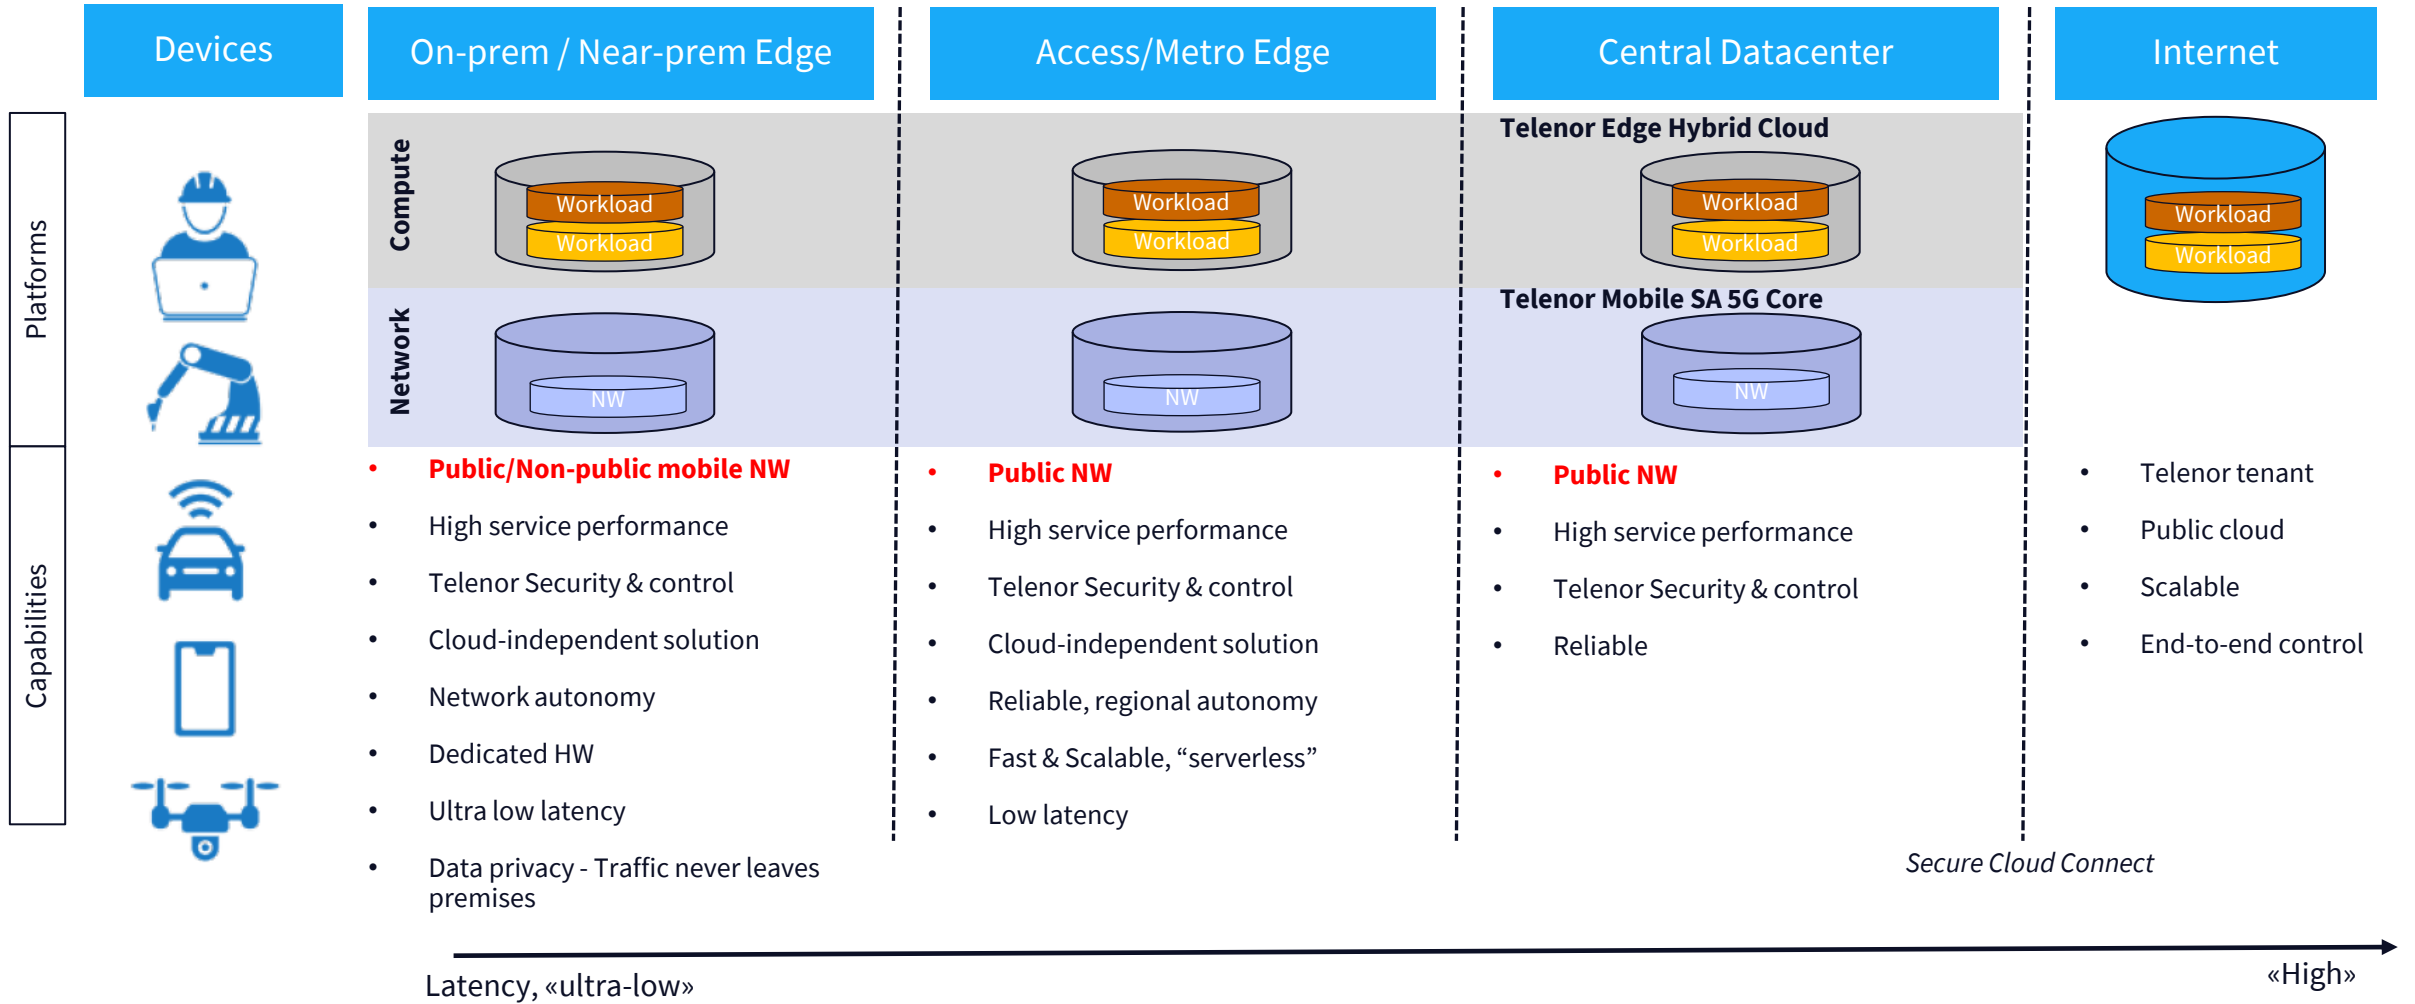 Devices
On-prem / Near-prem Edge
Access/Metro Edge
Central Datacenter
Internet
Platforms
Capabilities
Compute
Network
Telenor Edge Hybrid Cloud
Workload
Workload
Workload
Workload
Workload
Workload
Workload
Workload
Telenor Mobile SA 5G Core
NW
NW
NW
• Public/Non-public mobile NW
• High service performance
• Telenor Security & control
• Cloud-independent solution
• Network autonomy
• Dedicated HW
• Ultra low latency
• Data privacy - Traffic never leaves
premises
• Public NW
• High service performance
• Telenor Security & control
• Cloud-independent solution
• Reliable, regional autonomy
• Fast & Scalable, “serverless”
• Low latency
• Public NW
• High service performance
• Telenor Security & control
• Reliable
• Telenor tenant
• Public cloud
• Scalable
• End-to-end control
Secure Cloud Connect
Latency, «ultra-low»
«High»